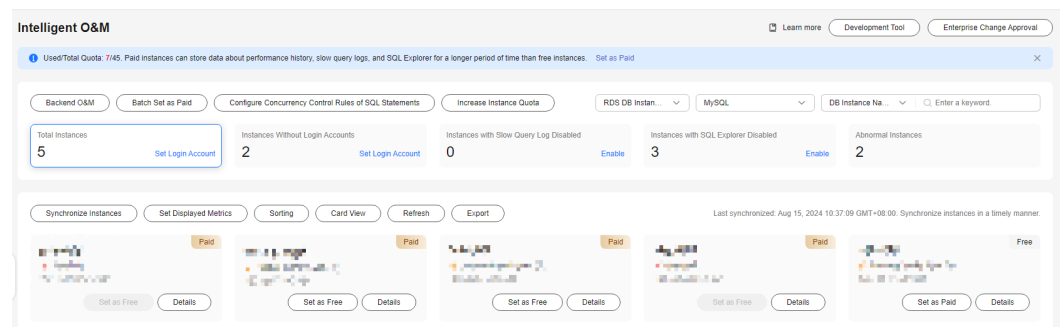 Intelligent O&M
Learn more
Development Tool
Enterprise Change Approval
Used/Total Quota: 7/45. Paid instances can store data about performance history, slow query logs, and SQL Explorer for a longer period of time than free instances. Set as Paid
Backend O&M
Batch Set as Paid
Configure Concurrency Control Rules of SQL Statements
Increase Instance Quota
RDS DB Instan...
MySQL
DB Instance Na...
Enter a keyword.
Total Instances
5
Set Login Account
Instances Without Login Accounts
2
Set Login Account
Instances with Slow Query Log Disabled
0
Enable
Instances with SQL Explorer Disabled
3
Enable
Abnormal Instances
2
Synchronize Instances
Set Displayed Metrics
Sorting
Card View
Refresh
Export
Last synchronized: Aug 15, 2024 10:37:09 GMT+08:00. Synchronize instances in a timely manner.
Paid
Set as Free
Details
Paid
Set as Free
Details
Paid
Set as Free
Details
Paid
Set as Free
Details
Free
Set as Paid
Details